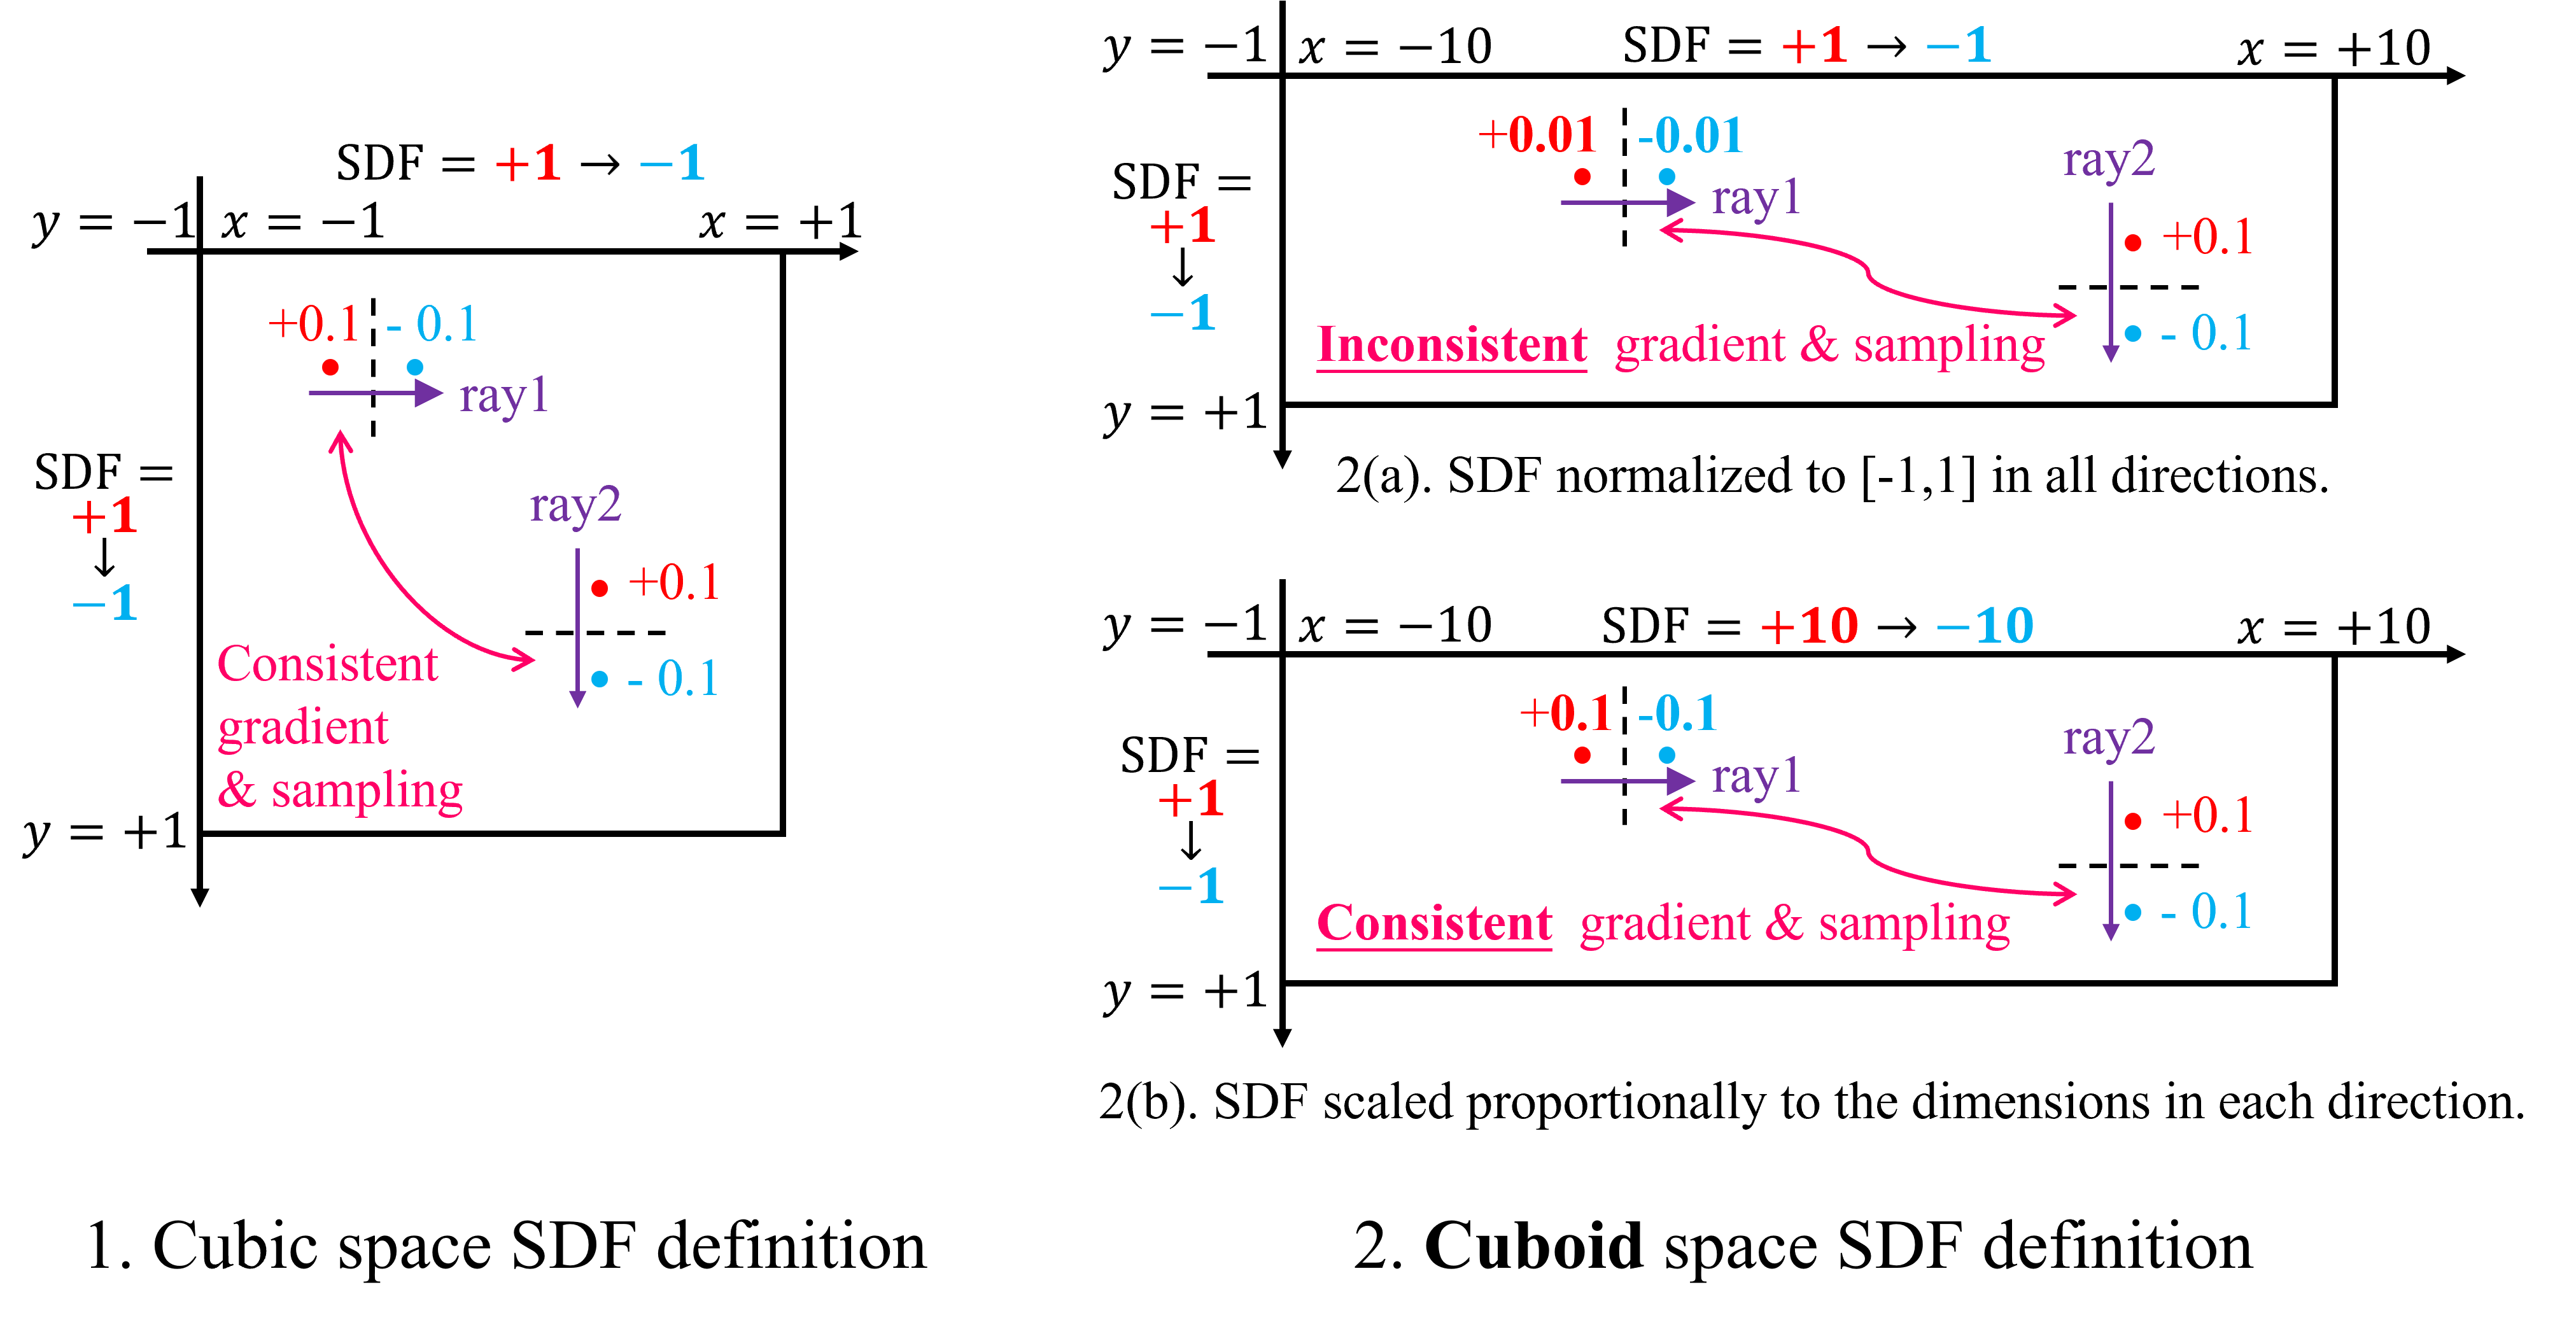 SDF = +1 → −1
y = −1
x = −1
x = +1
+0.1
- 0.1
ray1
SDF =
+1
↓
−1
ray2
+0.1
- 0.1
Consistent
gradient
& sampling
y = +1
1. Cubic space SDF definition
y = −1
x = −10
SDF = +1 → −1
x = +10
+0.01
-0.01
ray1
SDF =
+1
↓
−1
ray2
+0.1
- 0.1
Inconsistent gradient & sampling
y = +1
2(a). SDF normalized to [-1,1] in all directions.
y = −1
x = −10
SDF = +10 → −10
x = +10
+0.1
-0.1
ray1
SDF =
+1
↓
−1
ray2
+0.1
- 0.1
Consistent gradient & sampling
y = +1
2(b). SDF scaled proportionally to the dimensions in each direction.
2. Cuboid space SDF definition